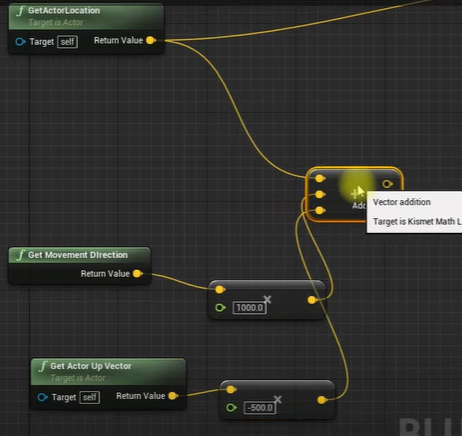 f GetActorLocation
Target is Actor
Target self Return Value
Vector addition
Add
Target is Kismet Math L
f Get Movement DIrection
Return Value
1000.0
f Get Actor Up Vector
Target is Actor
Target self Return Value
-500.0